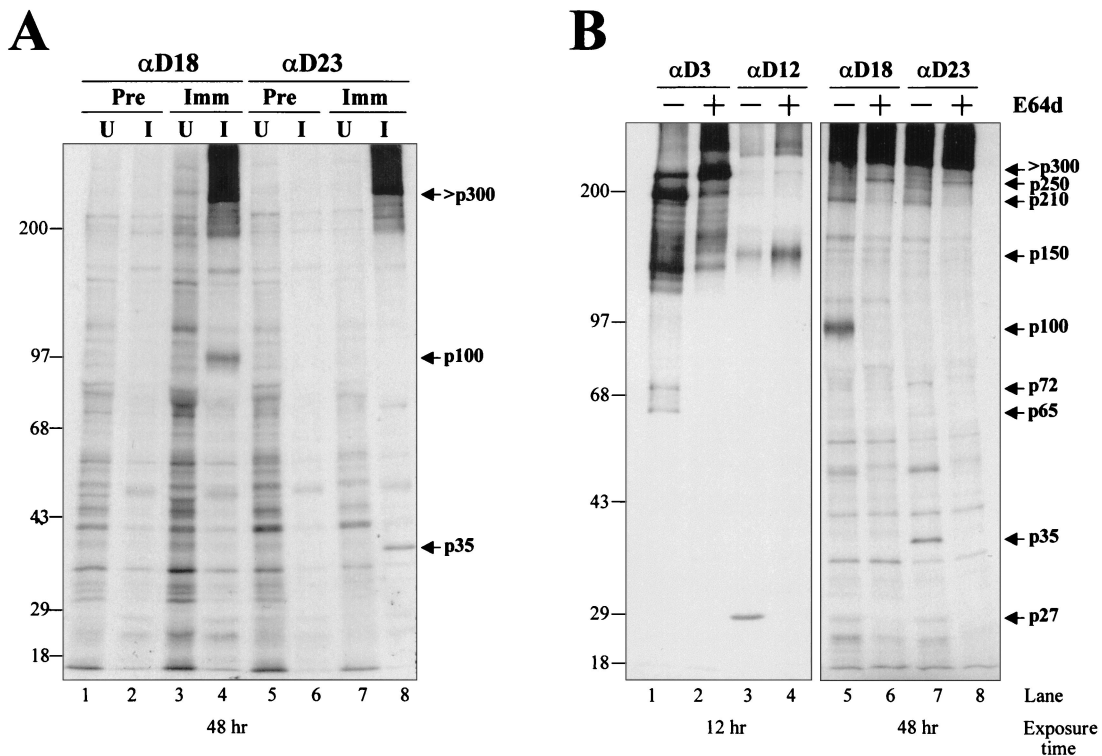 A
αD18 αD23
Pre Imm Pre Imm
U I U I U I U I
200
97
68
43
29
18
>p300
p100
p35
1 2 3 4 5 6 7 8
48 hr
B
αD3 αD12 αD18 αD23
− + − + − + − + E64d
200
97
68
43
29
18
>p300
p250
p210
p150
p100
p72
p65
p35
p27
1 2 3 4 5 6 7 8 Lane
12 hr 48 hr Exposure
time